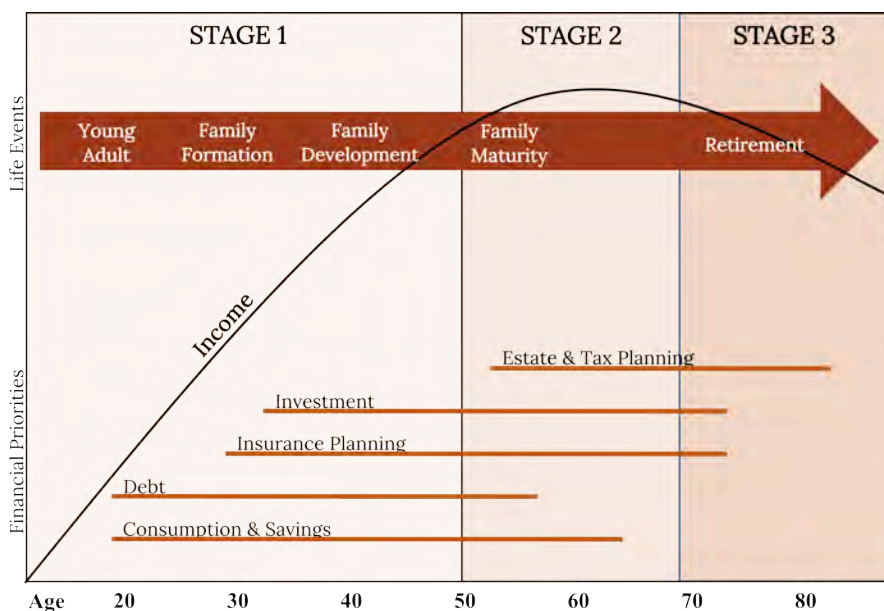 STAGE 1
STAGE 2
STAGE 3
Life Events
Young
Adult
Family
Formation
Family
Development
Family
Maturity
Retirement
Income
Financial Priorities
Estate & Tax Planning
Investment
Insurance Planning
Debt
Consumption & Savings
Age 20 30 40 50 60 70 80